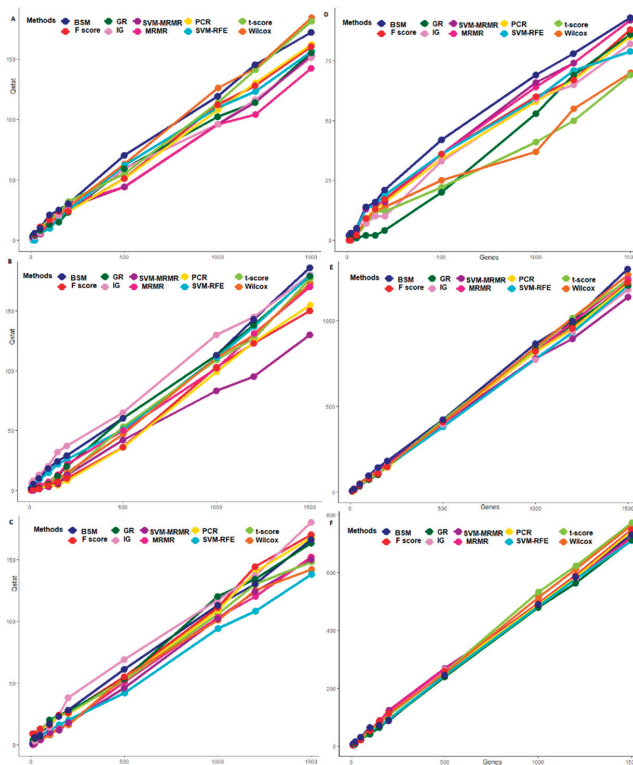 A
Methods BSM GR SVM-MRMR PCR t-score
F score IG MRMR SVM-RFE Wilcox
Qstat
150
100
50
0
0 500 1000 1500
B
Methods BSM GR SVM-MRMR PCR t-score
F score IG MRMR SVM-RFE Wilcox
Qstat
150
100
50
0
0 500 1000 1500
C
Methods BSM GR SVM-MRMR PCR t-score
F score IG MRMR SVM-RFE Wilcox
Qstat
150
100
50
0
0 500 1000 1500
D
Methods BSM GR SVM-MRMR PCR t-score
F score IG MRMR SVM-RFE Wilcox
75
50
25
0
0 500 1000 1500
Genes
E
Methods BSM GR SVM-MRMR PCR t-score
F score IG MRMR SVM-RFE Wilcox
1000
500
0
0 500 1000 1500
Genes
F
Methods BSM GR SVM-MRMR PCR t-score
F score IG MRMR SVM-RFE Wilcox
800
600
400
200
0
0 500 1000 1500
Genes